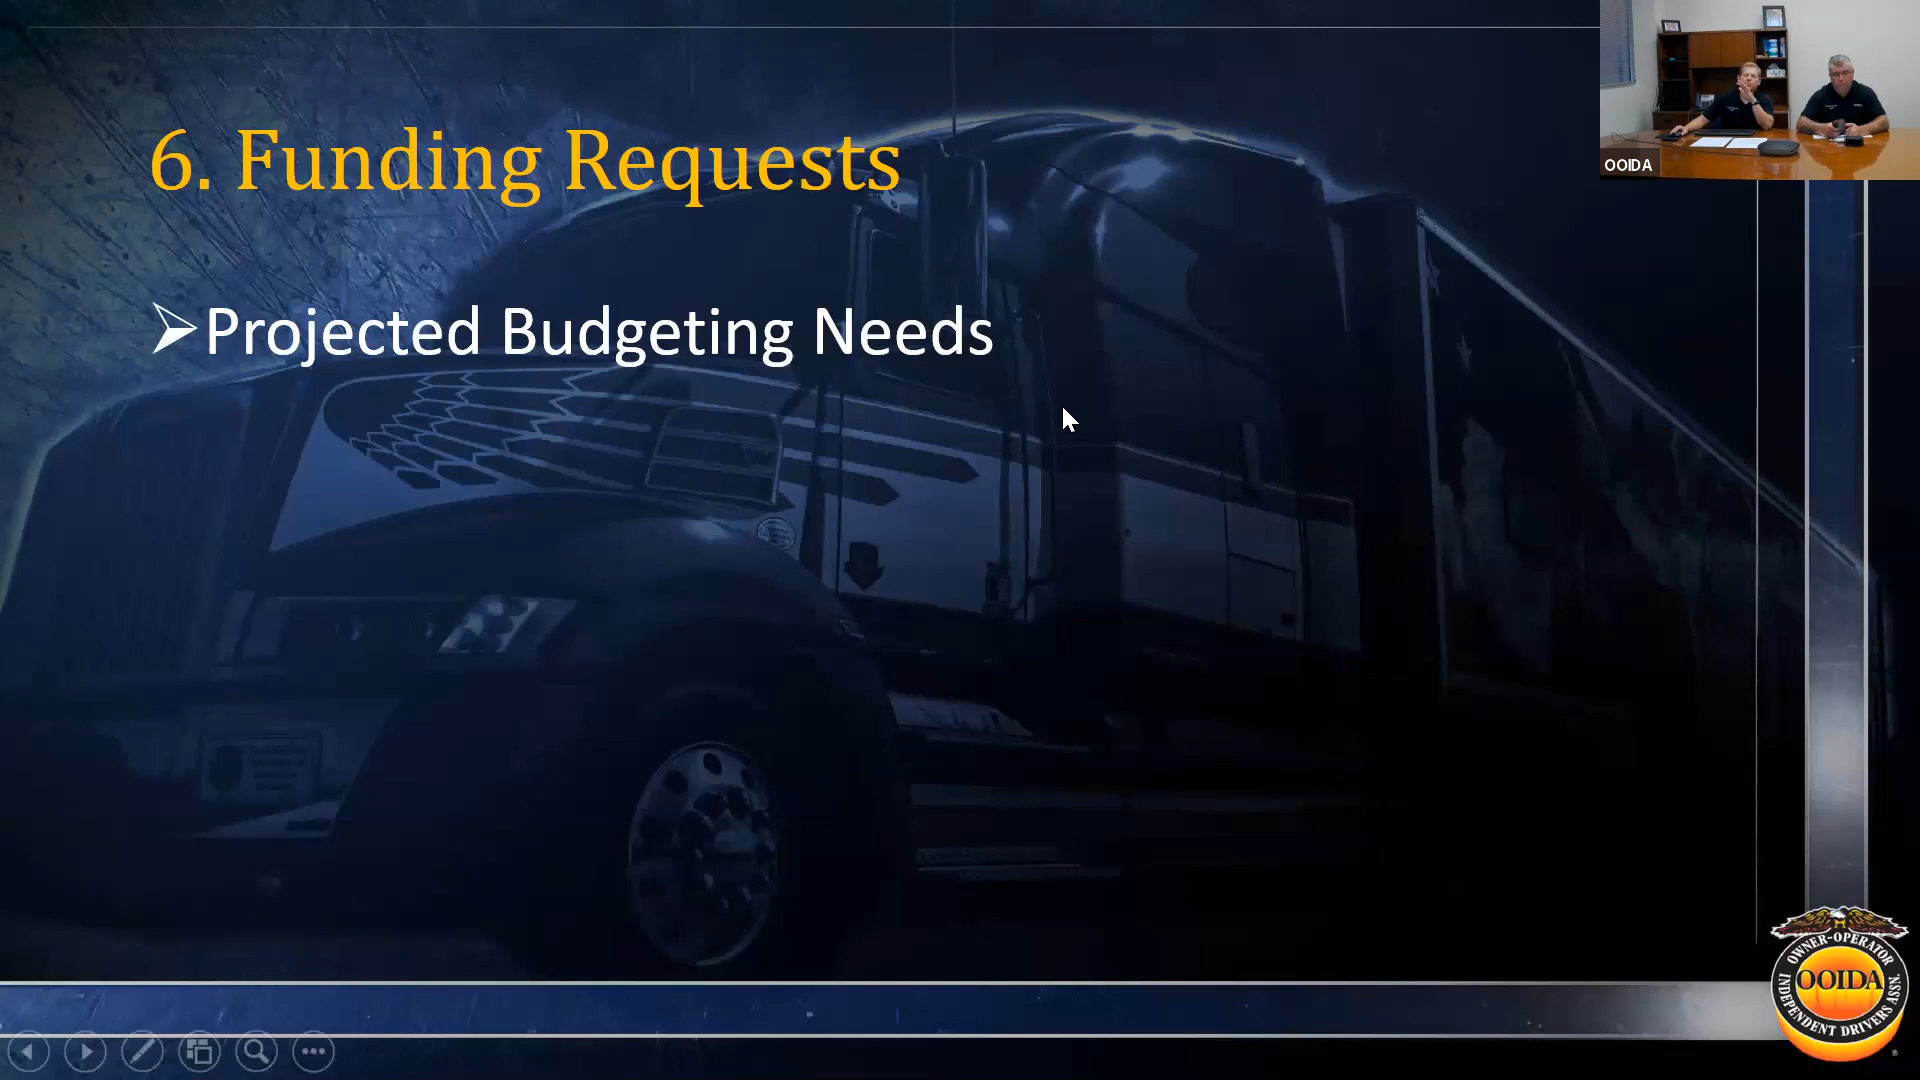 6. Funding Requests
OOIDA
Projected Budgeting Needs
OWNER-OPERATOR
OOIDA
INDEPENDENT DRIVERS ASSN.
®